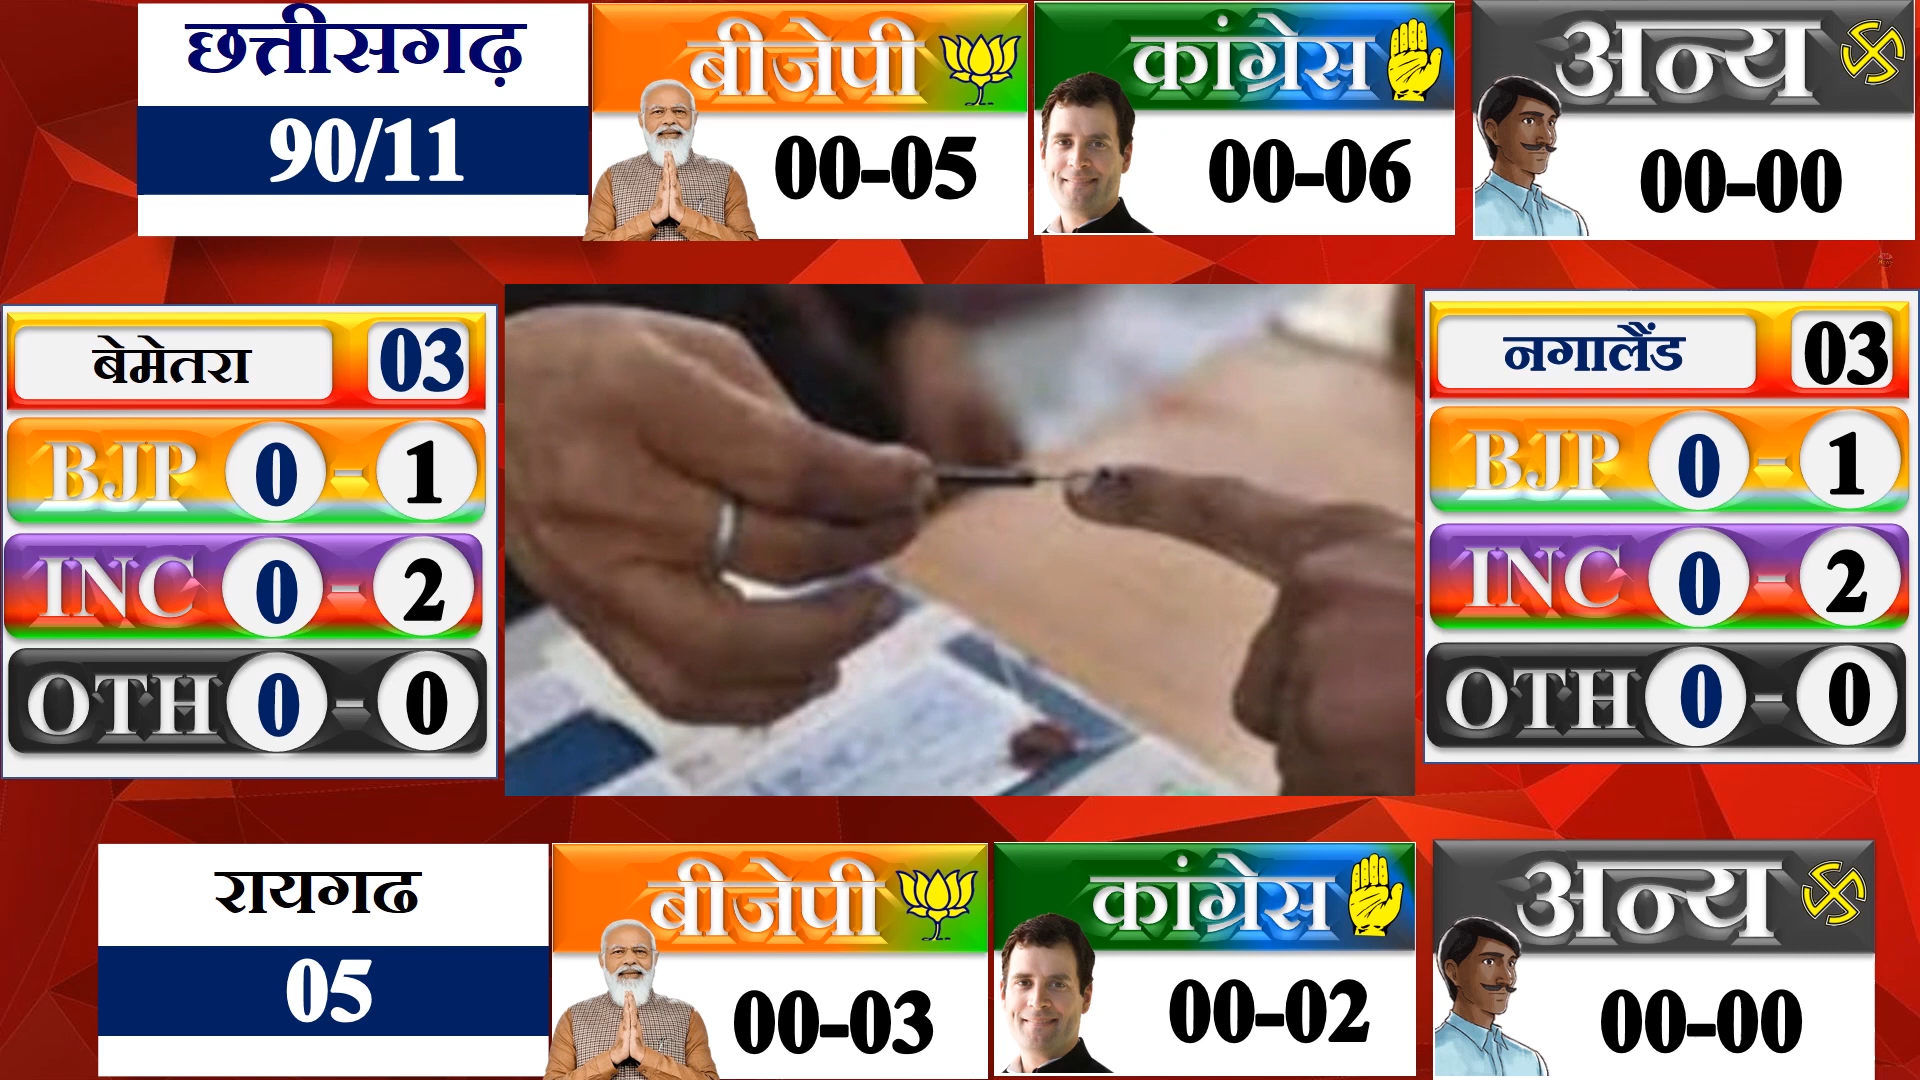 छत्तीसगढ़
90/11
बीजेपी
00-05
कांग्रेस
00-06
अन्य
00-00
बेमेतरा 03
BJP 0 - 1
INC 0 - 2
OTH 0 - 0
नगालैंड 03
BJP 0 - 1
INC 0 - 2
OTH 0 - 0
रायगढ
05
बीजेपी
00-03
कांग्रेस
00-02
अन्य
00-00